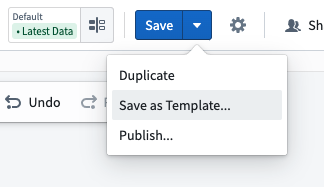 Default
• Latest Data
Save
Sh
Duplicate
Save as Template...
Undo
Publish...